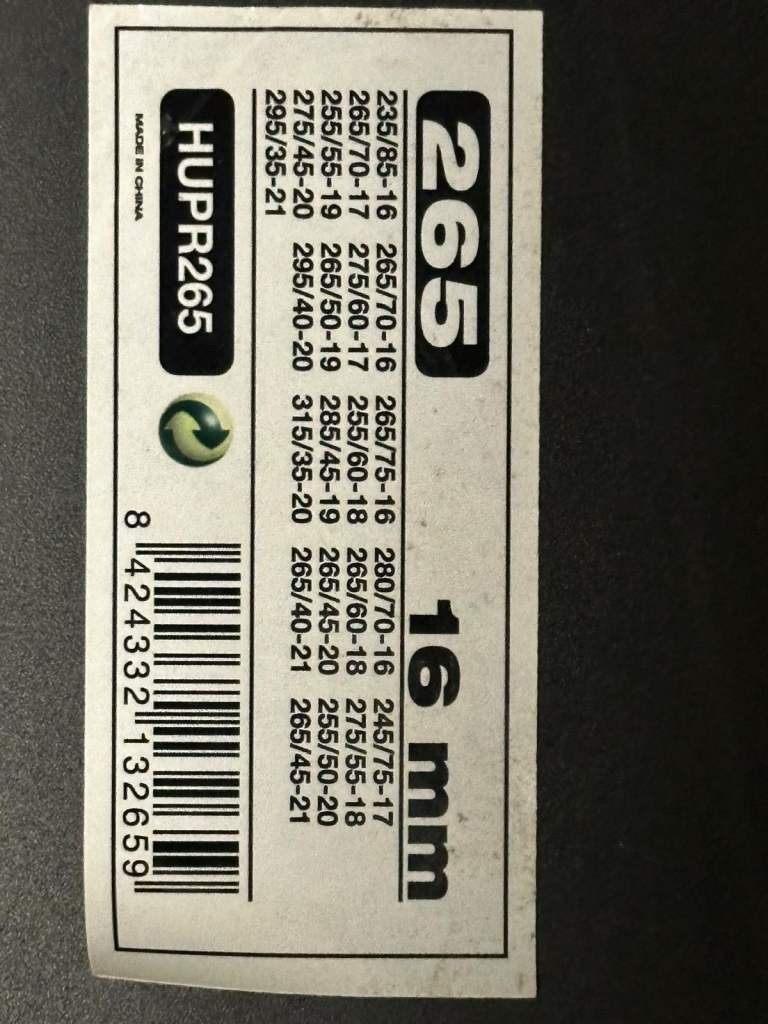 265 16 mm
235/85-16 265/70-16 265/75-16 280/70-16 245/75-17
265/70-17 275/60-17 255/60-18 265/60-18 275/55-18
255/55-19 265/50-19 285/45-19 265/45-20 255/50-20
275/45-20 295/40-20 315/35-20 265/40-21 265/45-21
295/35-21
HUPR265
MADE IN CHINA
8 424332 132659